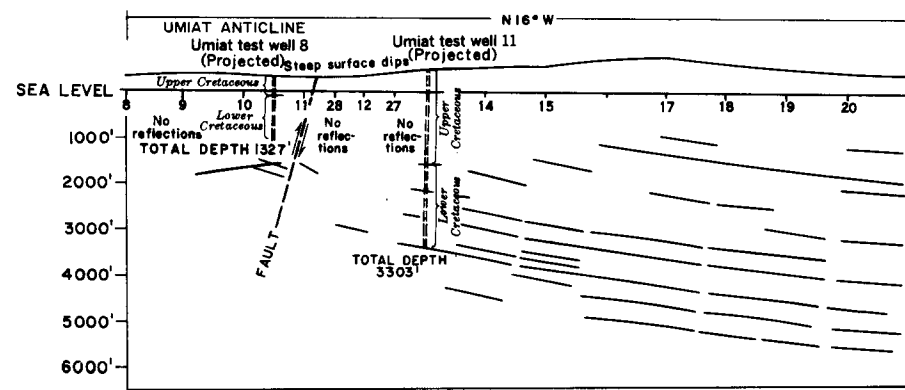 N 16° W
UMIAT ANTICLINE
Umiat test well 8
(Projected)
Steep surface dips
Umiat test well 11
(Projected)
Upper Cretaceous
SEA LEVEL
8 9 10 11 28 12 27 14 15 17 19 20
No
reflections
Lower
Cretaceous
No
reflec-
tions
No
reflec-
tions
Upper
Cretaceous
1000'
TOTAL DEPTH 1327'
2000'
Lower
Cretaceous
3000'
FAULT
TOTAL DEPTH
3303'
4000'
5000'
6000'